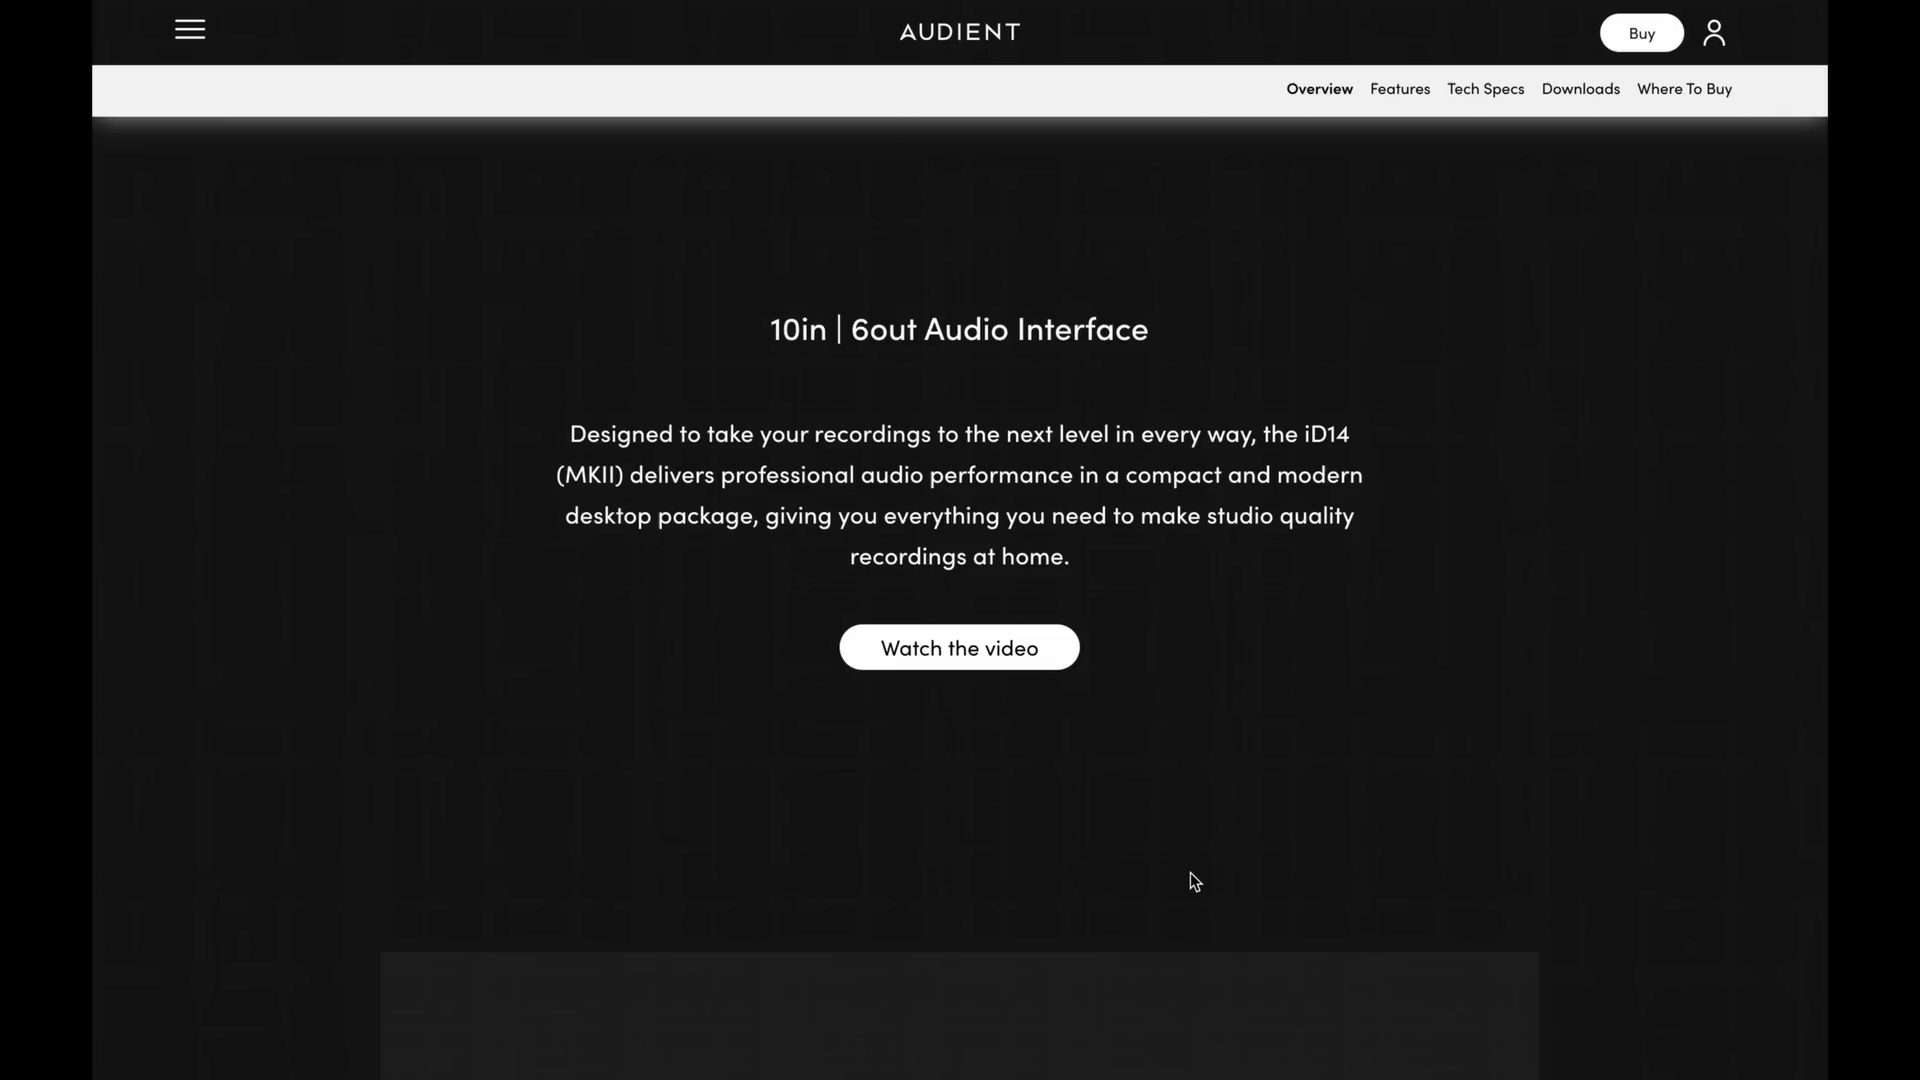 AUDIENT
Buy
Overview Features Tech Specs Downloads Where To Buy
10in | 6out Audio Interface
Designed to take your recordings to the next level in every way, the iD14
(MKII) delivers professional audio performance in a compact and modern
desktop package, giving you everything you need to make studio quality
recordings at home.
Watch the video